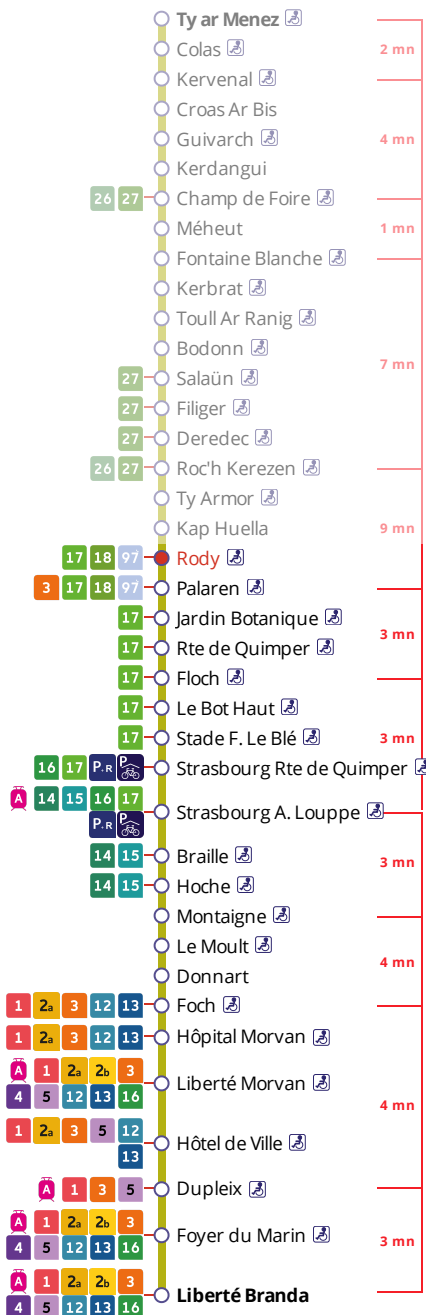 Ty ar Menez
Colas
2 mn
Kervenal
Croas Ar Bis
Guivarch
4 mn
Kerdangui
26 27 Champ de Foire
Méheut
1 mn
Fontaine Blanche
Kerbrat
Toull Ar Ranig
Bodonn
7 mn
27 Salaün
27 Filiger
27 Deredec
26 27 Roc'h Kerezen
Ty Armor
Kap Huella
9 mn
17 18 97 Rody
3 17 18 97 Palaren
17 Jardin Botanique
3 mn
17 Rte de Quimper
17 Floch
17 Le Bot Haut
17 Stade F. Le Blé
3 mn
16 17 P+R P Strasbourg Rte de Quimper
A 14 15 16 17
Strasbourg A. Louppe
P+R P
14 15 Braille
3 mn
14 15 Hoche
Montaigne
Le Moult
4 mn
Donnart
1 2a 3 12 13 Foch
1 2a 3 12 13 Hôpital Morvan
A 1 2a 2b 3
Liberté Morvan
4 5 12 13 16
4 mn
1 2a 3 5 12
Hôtel de Ville
13
A 1 3 5 Dupleix
A 1 2a 2b 3
Foyer du Marin
4 5 12 13 16
3 mn
A 1 2a 2b 3
Liberté Branda
4 5 12 13 16